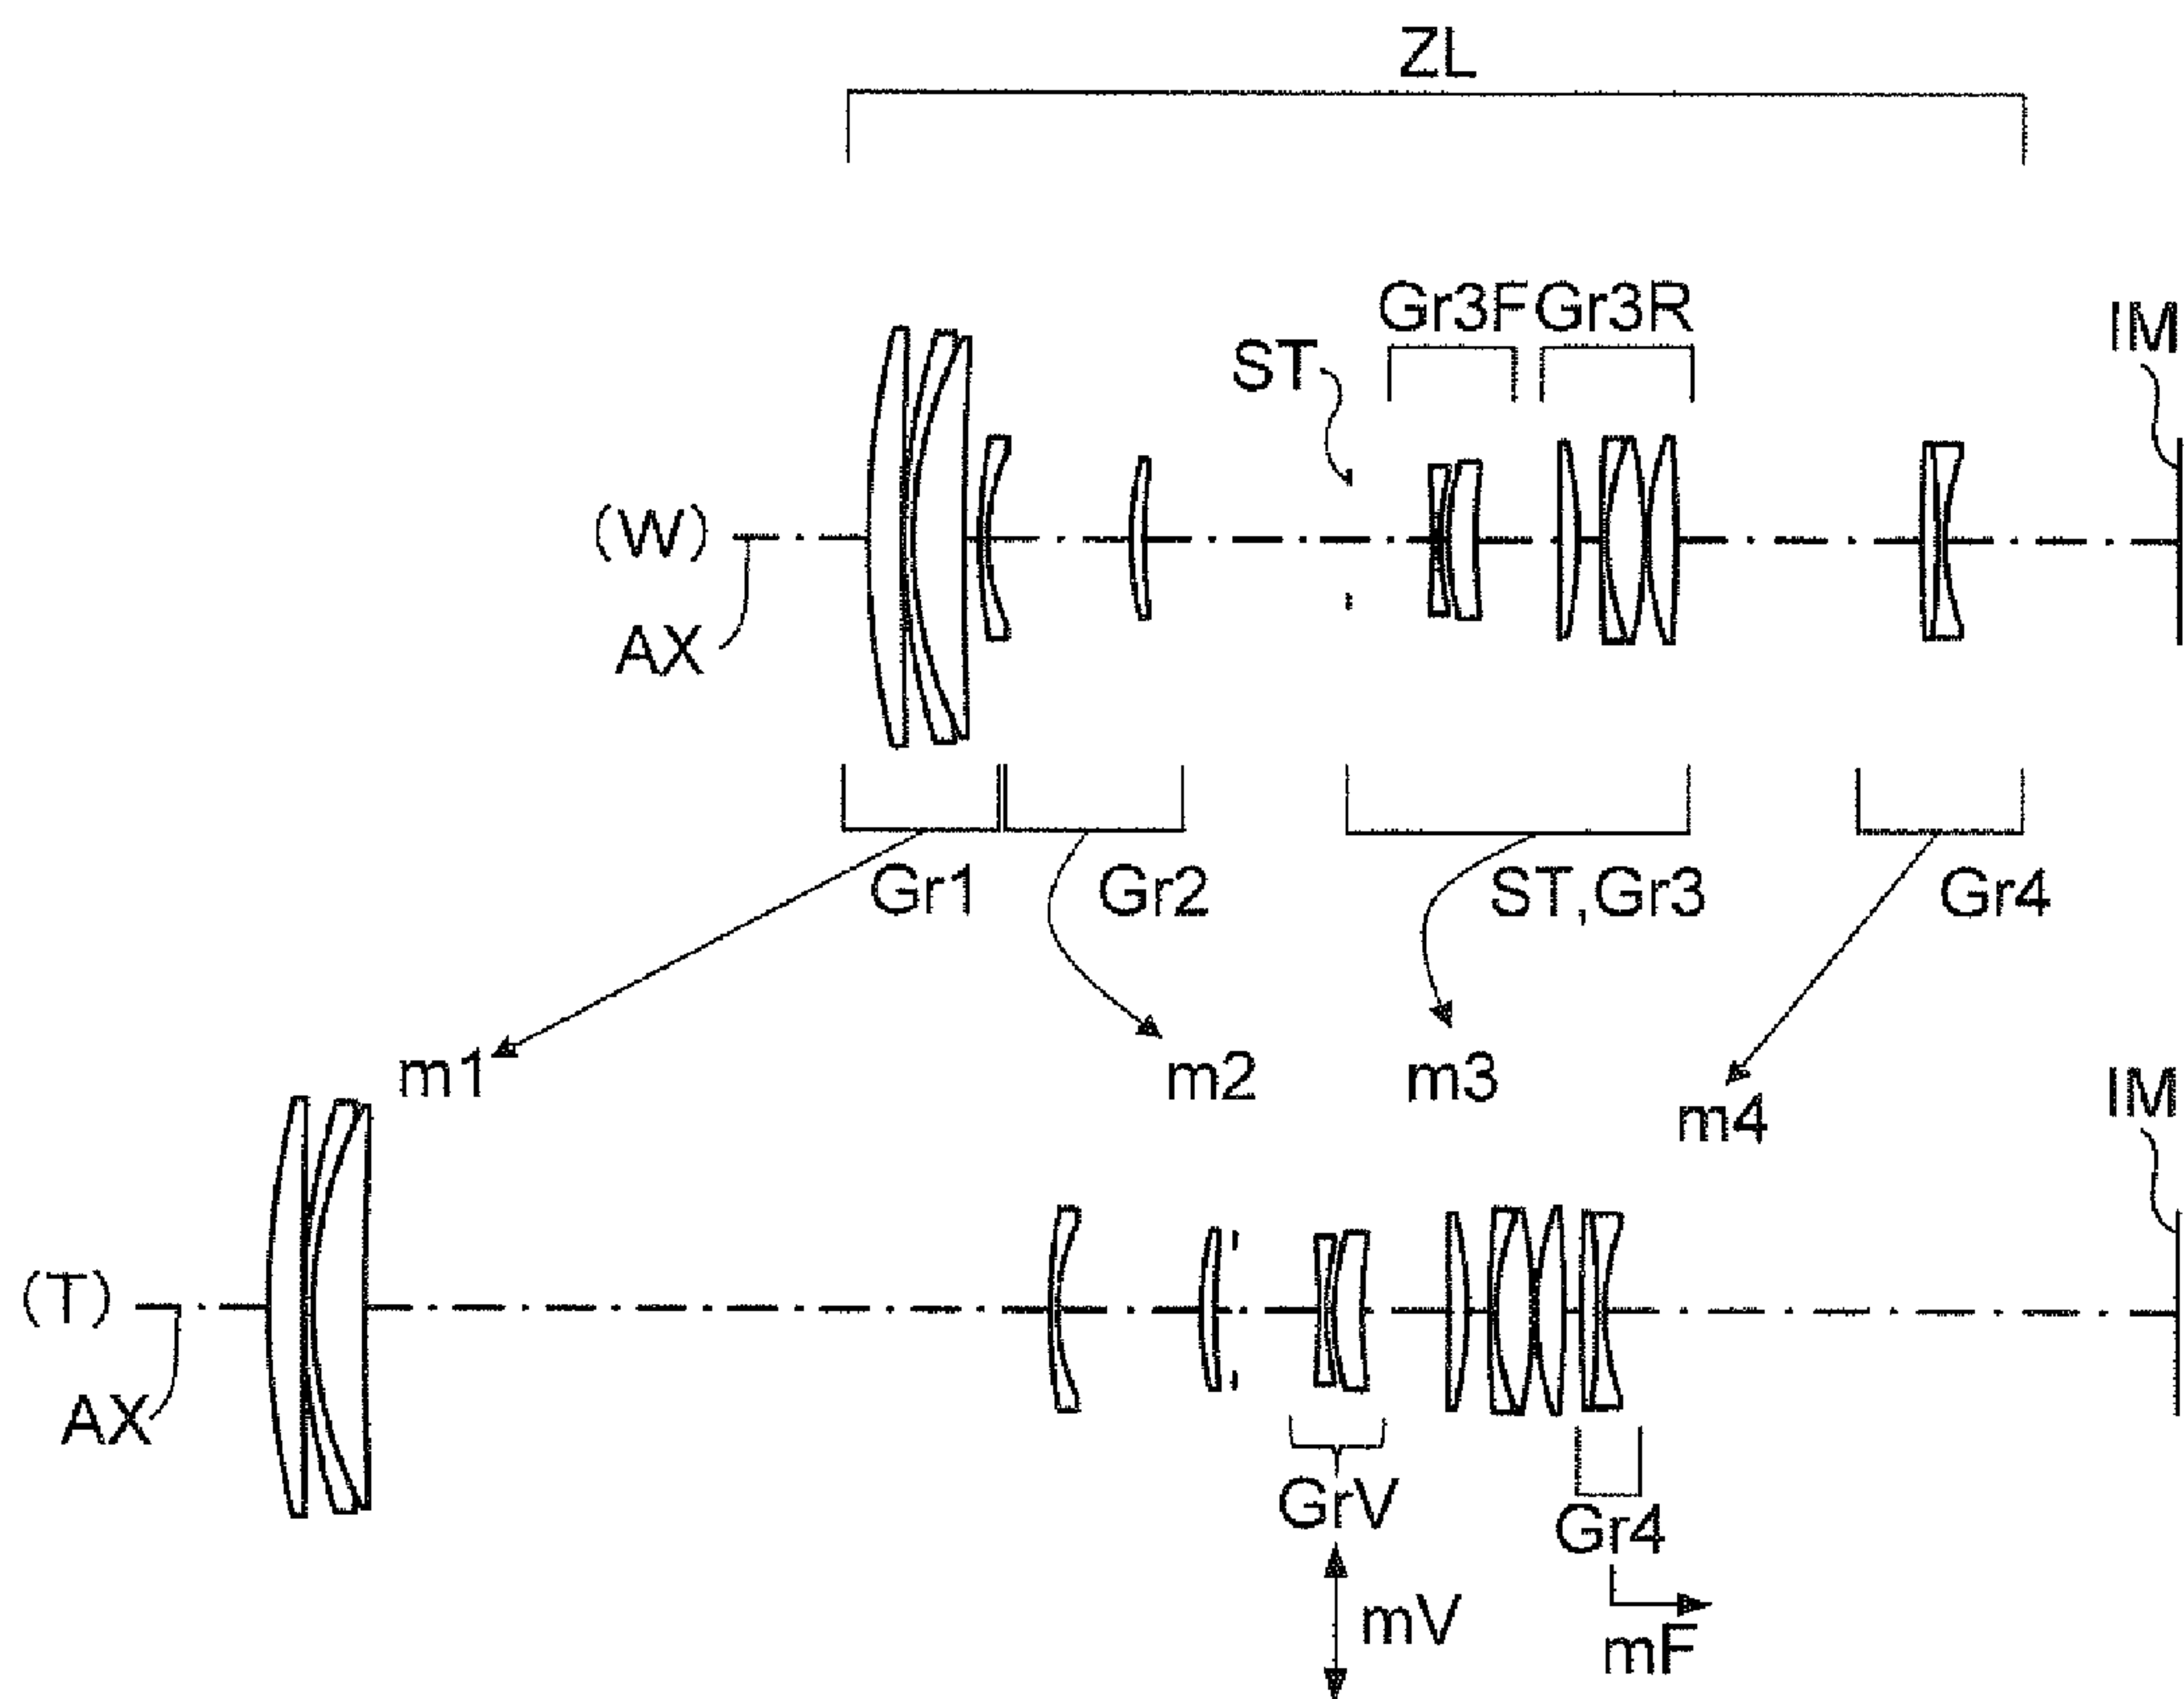 ZL
Gr3F Gr3R
ST
IM
(W)
AX
Gr1 Gr2 ST,Gr3 Gr4
m1 m2 m3 m4
IM
(T)
AX
GrV
Gr4
mV
mF